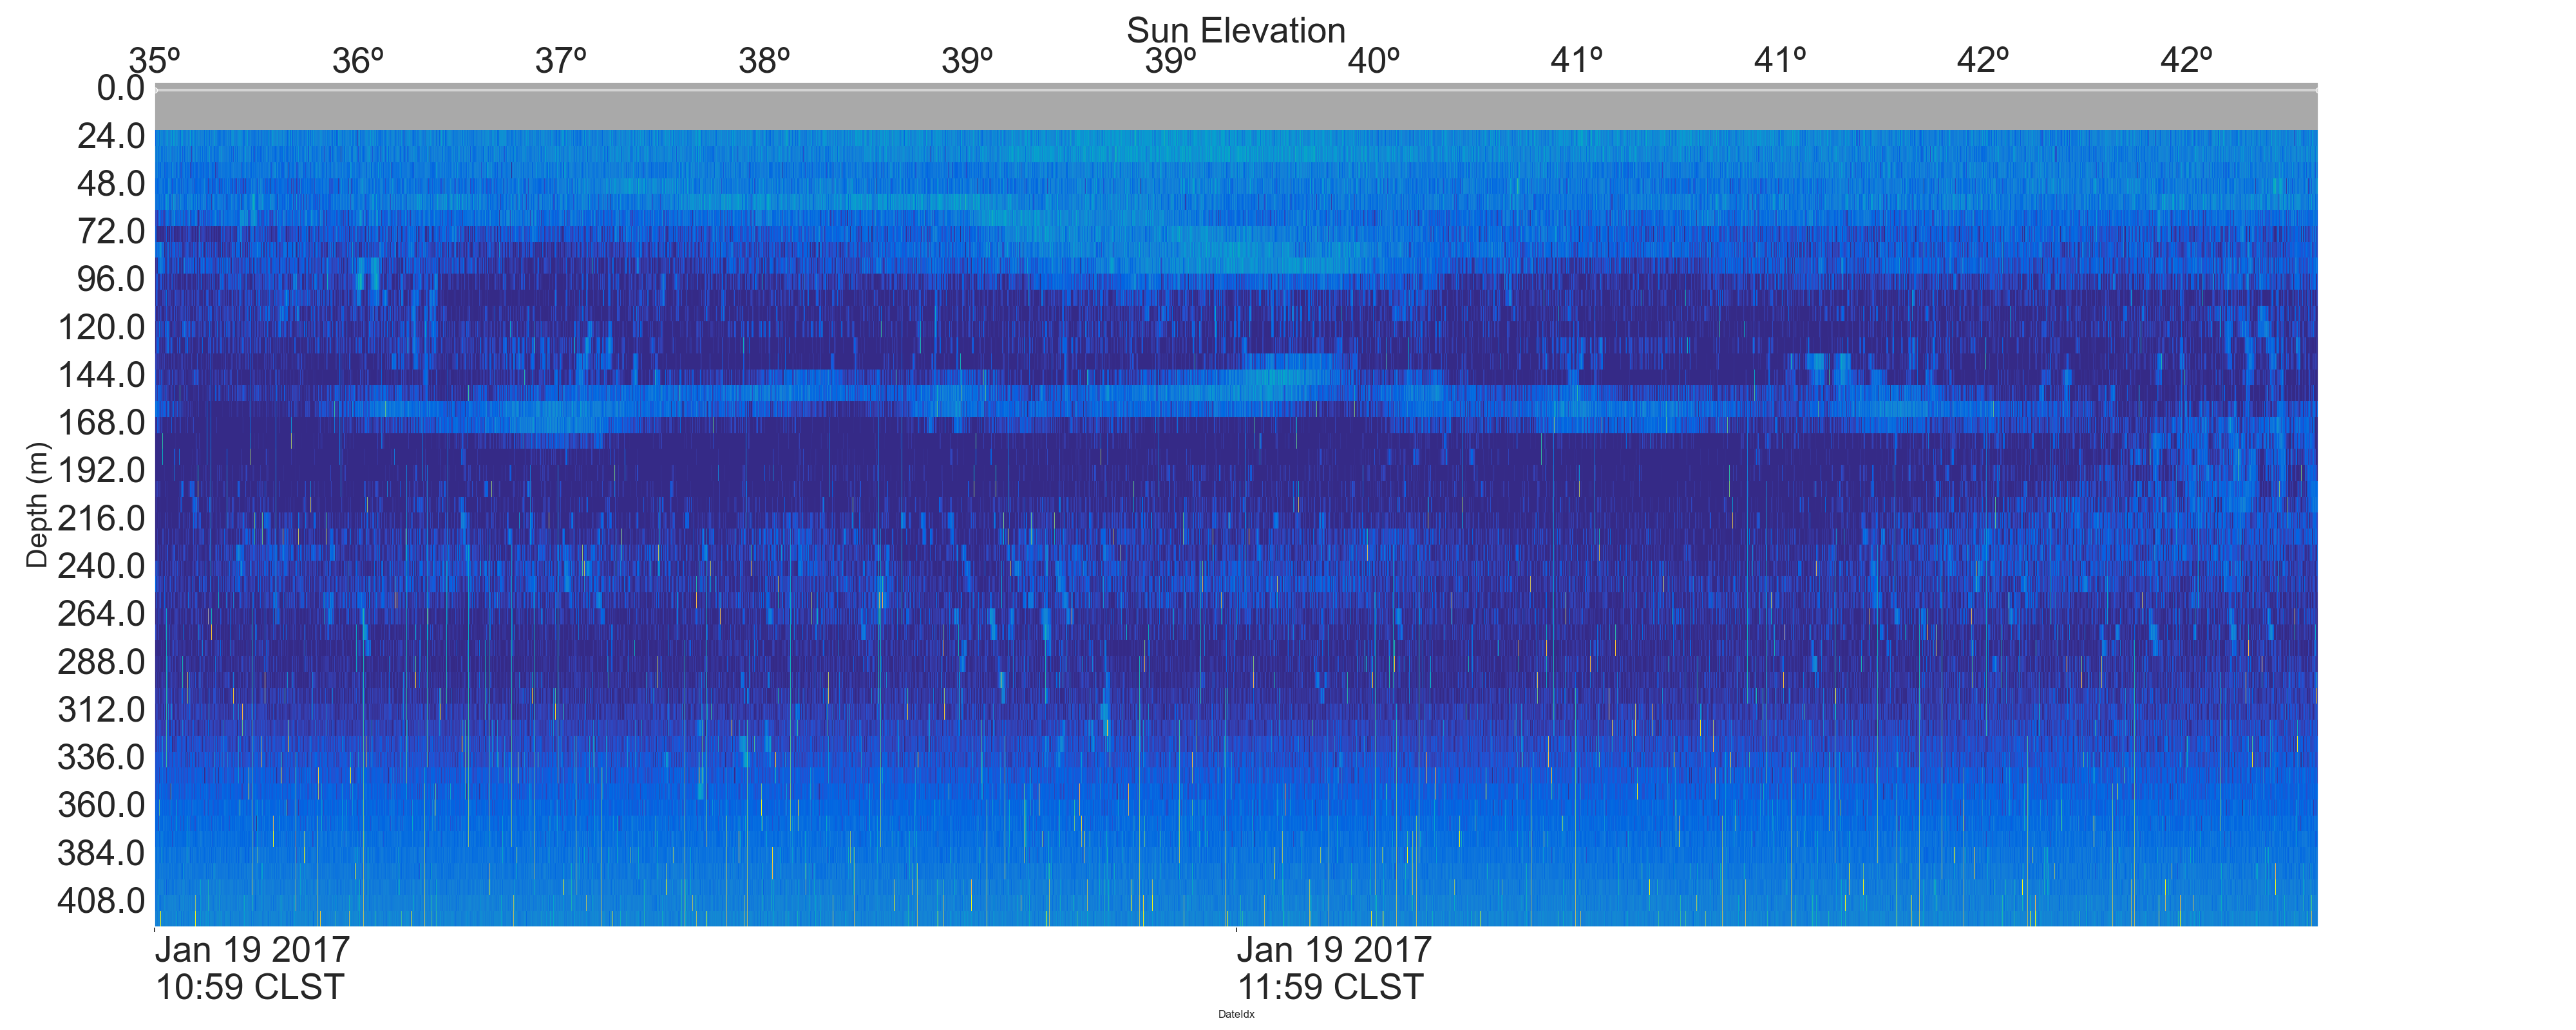 Sun Elevation
35º 36º 37º 38º 39º 39º 40º 41º 41º 42º 42º
0.0
24.0
48.0
72.0
96.0
120.0
144.0
168.0
192.0
216.0
240.0
264.0
288.0
312.0
336.0
360.0
384.0
408.0
Depth (m)
Jan 19 2017
10:59 CLST
Jan 19 2017
11:59 CLST
DateIdx